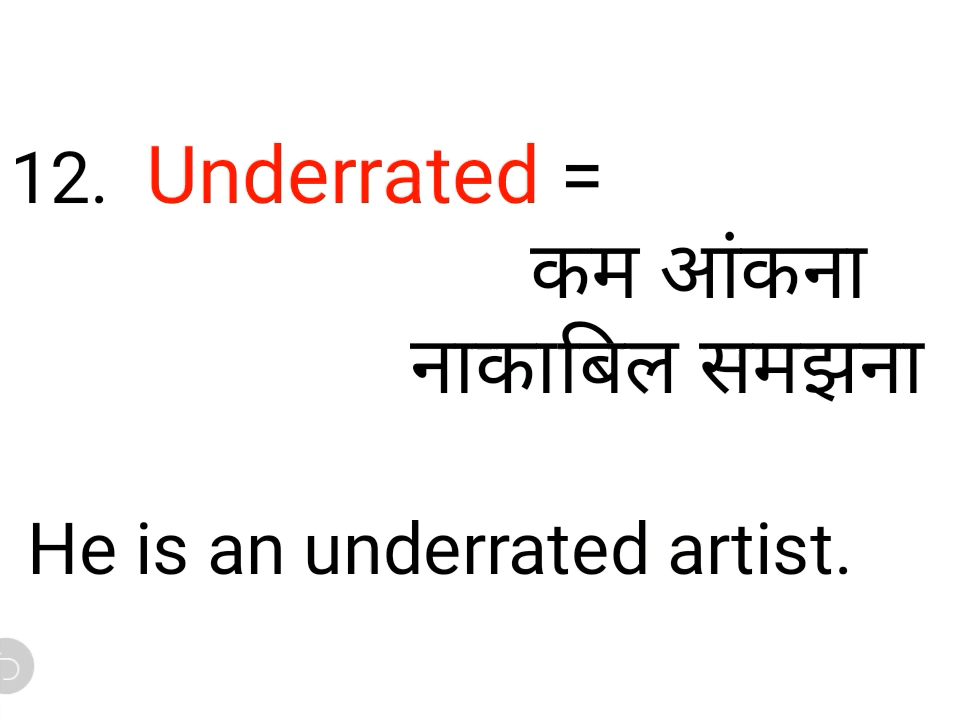 12. Underrated =
कम आंकना
नाकाबिल समझना
He is an underrated artist.